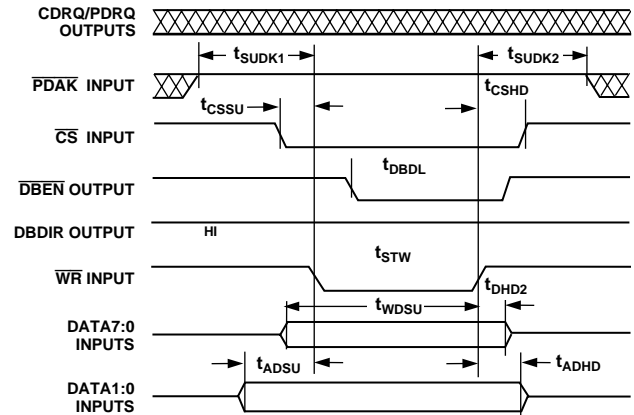 CDRQ/PDRQ
OUTPUTS
tSUDK1
tSUDK2
PDAK INPUT
tCSSU
tCSHD
CS INPUT
tDBDL
DBEN OUTPUT
DBDIR OUTPUT
HI
tSTW
WR INPUT
tDHD2
tWDSU
DATA7:0
INPUTS
tADSU
tADHD
DATA1:0
INPUTS